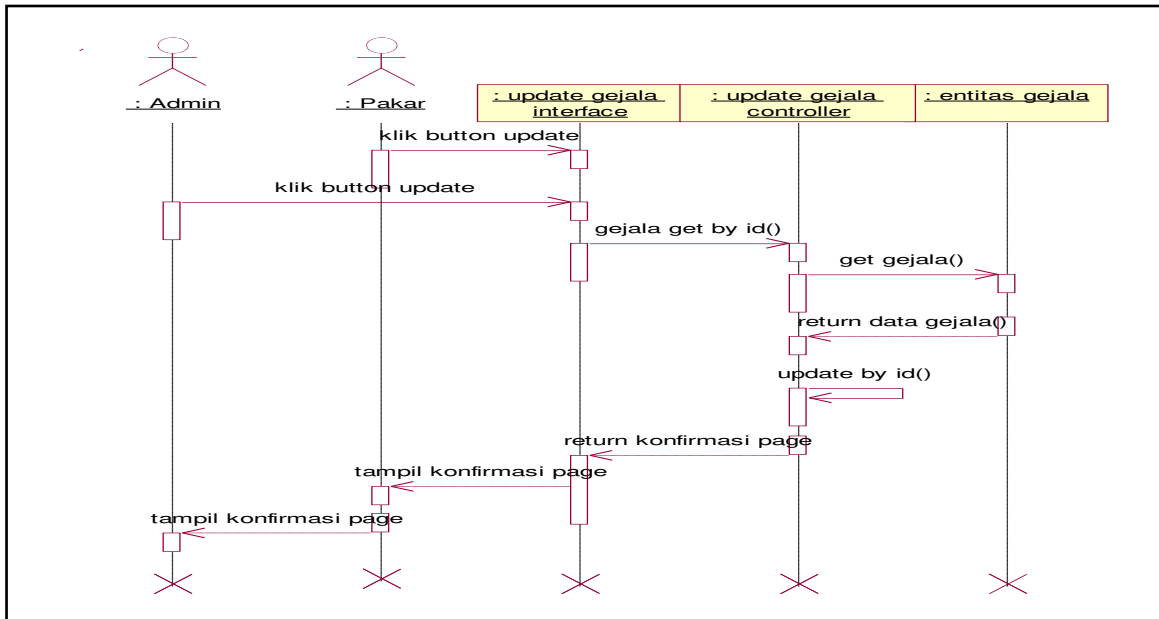 : Admin
: Pakar
: update gejala
interface
: update gejala
controller
: entitas gejala
klik button update
klik button update
gejala get by id()
get gejala()
return data gejala()
update by id()
return konfirmasi page
tampil konfirmasi page
tampil konfirmasi page